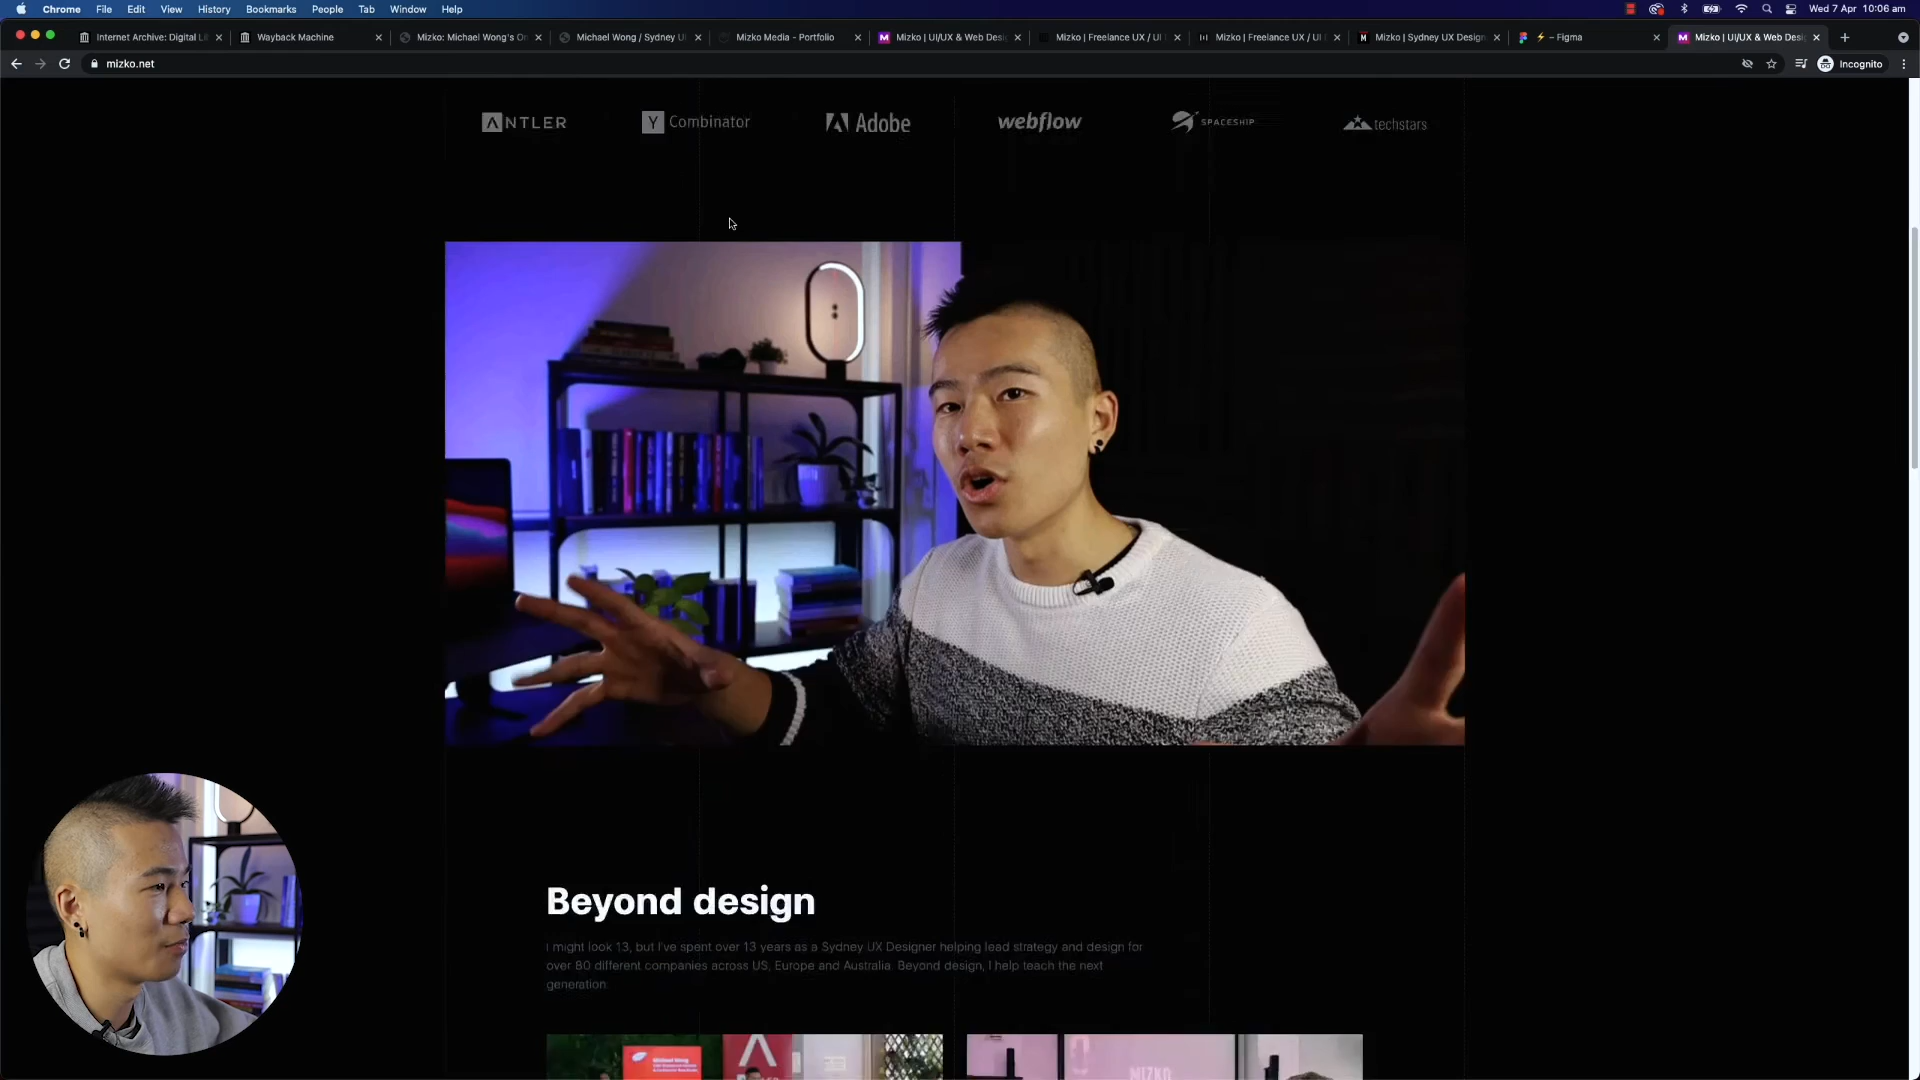 Chrome File Edit View History Bookmarks People Tab Window Help Wed 7 Apr 10:06 am
Internet Archive: Digital Li
Wayback Machine
Mizko: Michael Wong's On
Michael Wong / Sydney U
Mizko Media - Portfolio
Mizko | UI/UX & Web Desi
Mizko | Freelance UX / UI
Mizko | Freelance UX / UI
Mizko | Sydney UX Design
– Figma
Mizko | UI/UX & Web Desi
mizko.net
Incognito
ANTLER
Y Combinator
Adobe
webflow
SPACESHIP
techstars
Beyond design
I might look 13, but I've spent over 13 years as a Sydney UX Designer helping lead strategy and design for
over 80 different companies across US, Europe and Australia. Beyond design, I help teach the next
generation
Michael Wong
MIZKO